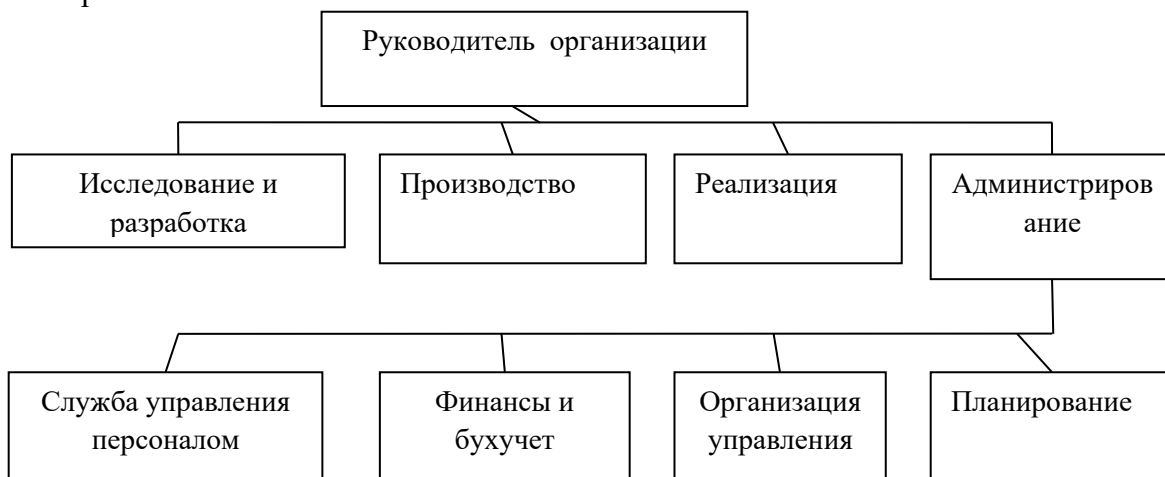 Руководитель организации
Исследование и
разработка
Производство
Реализация
Администриров
ание
Служба управления
персоналом
Финансы и
бухучет
Организация
управления
Планирование